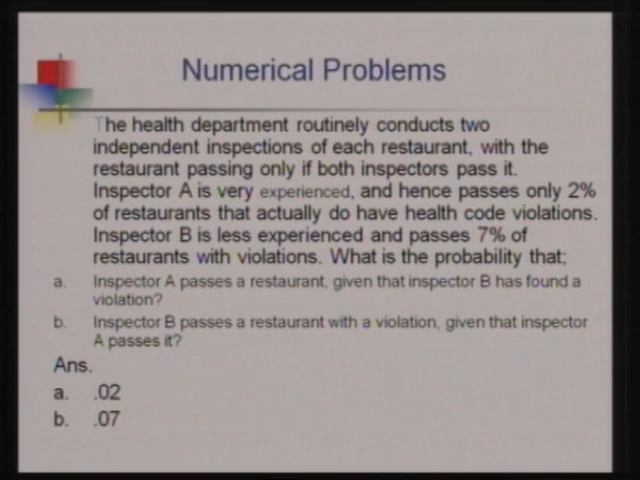 Numerical Problems
The health department routinely conducts two
independent inspections of each restaurant, with the
restaurant passing only if both inspectors pass it.
Inspector A is very experienced, and hence passes only 2%
of restaurants that actually do have health code violations.
Inspector B is less experienced and passes 7% of
restaurants with violations. What is the probability that;
a. Inspector A passes a restaurant, given that inspector B has found a
violation?
b. Inspector B passes a restaurant with a violation, given that inspector
A passes it?
Ans.
a. .02
b. .07